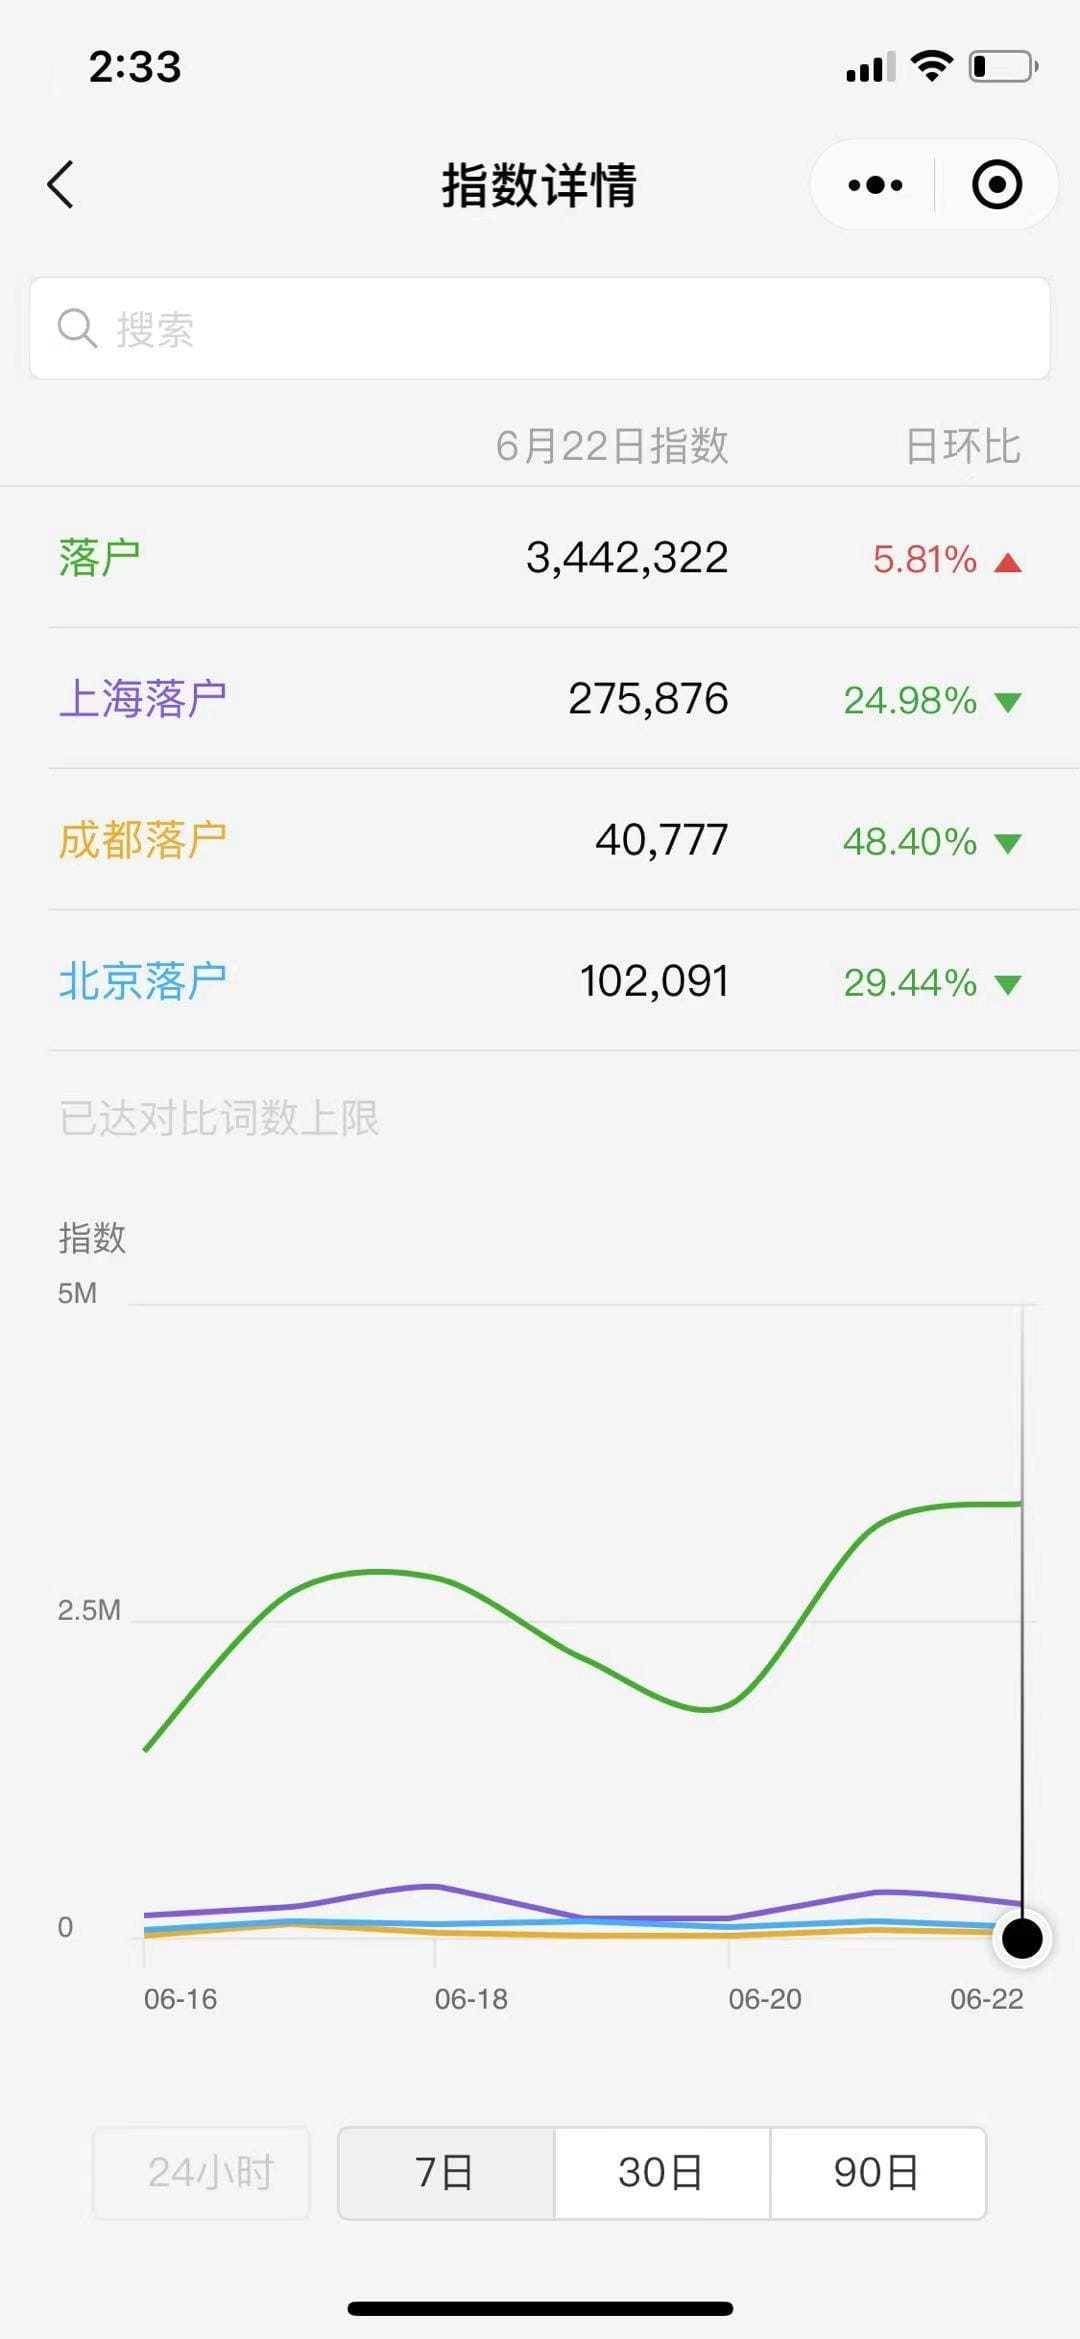 2:33
指数详情
搜索
6月22日指数 日环比
落户 3,442,322 5.81%
上海落户 275,876 24.98%
成都落户 40,777 48.40%
北京落户 102,091 29.44%
已达对比词数上限
指数
5M
2.5M
0
06-16 06-18 06-20 06-22
24小时 7日 30日 90日